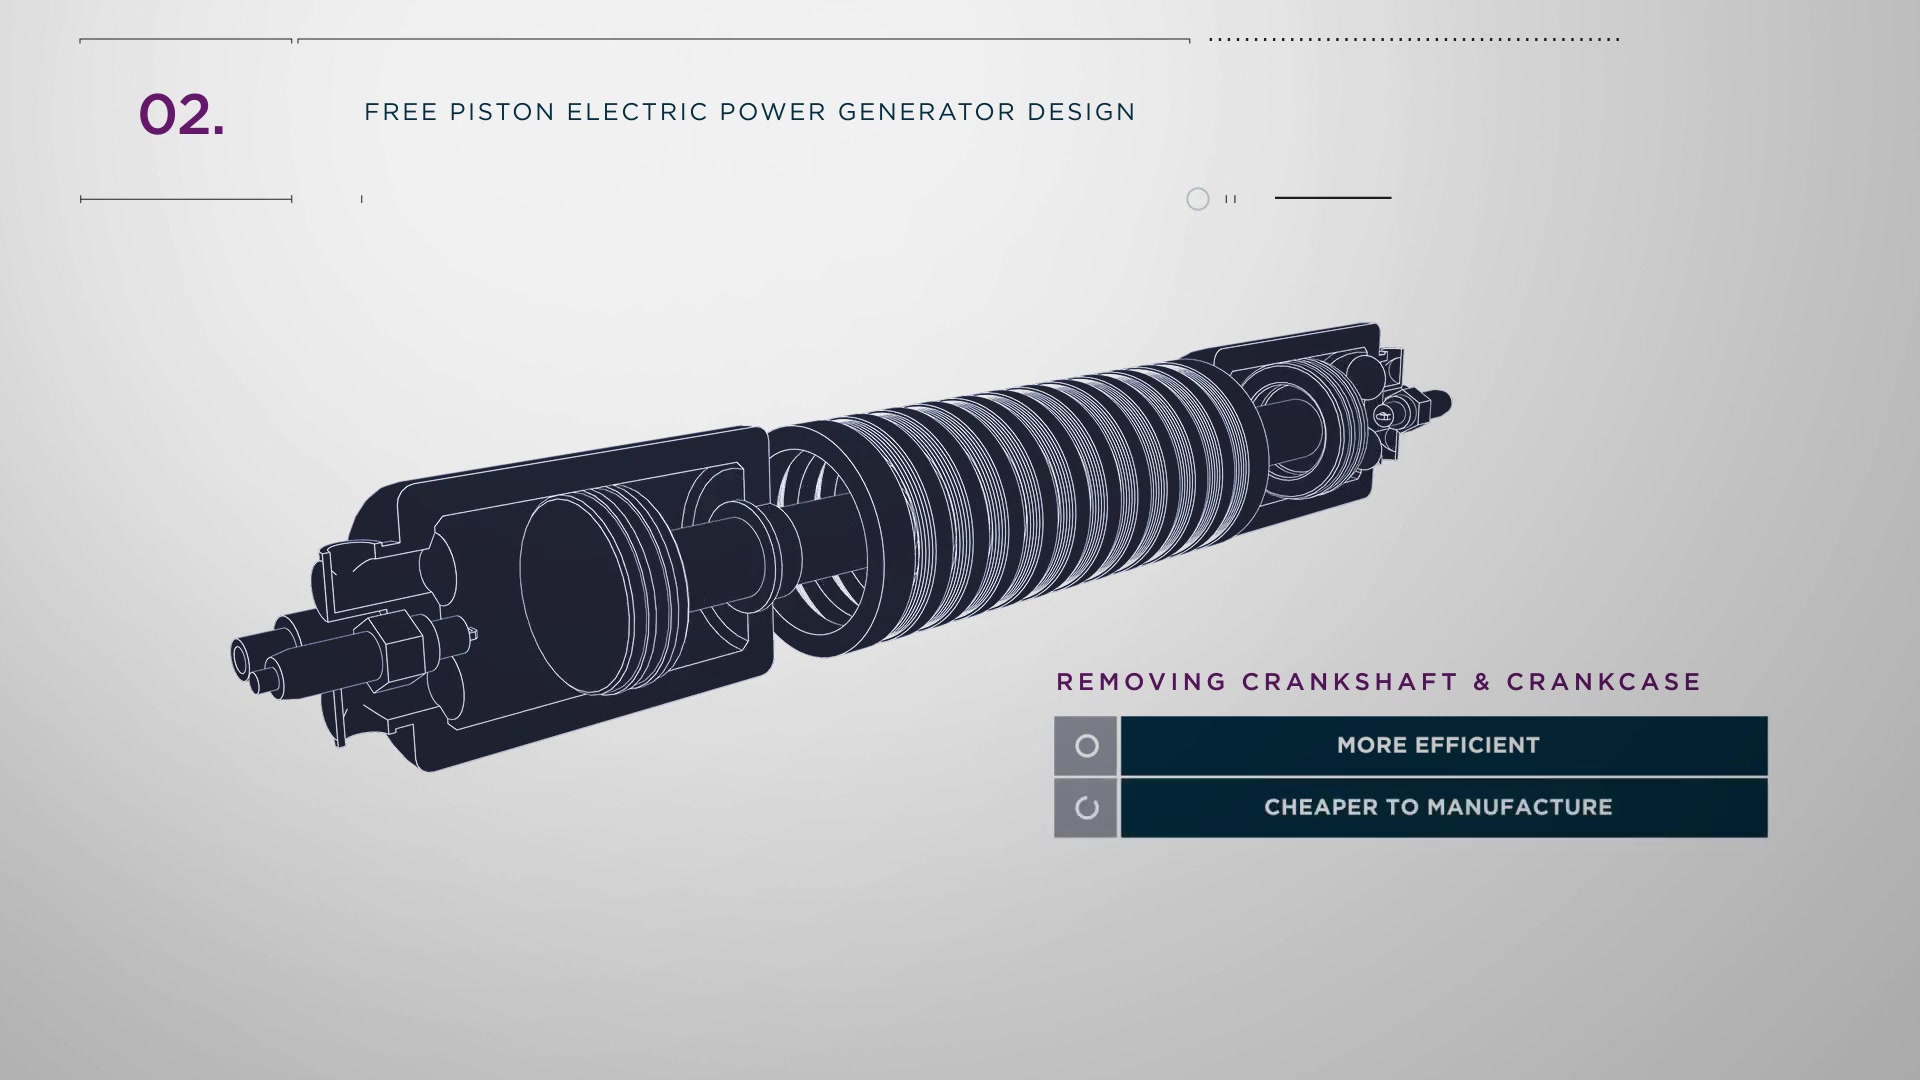 02.
FREE PISTON ELECTRIC POWER GENERATOR DESIGN
REMOVING CRANKSHAFT & CRANKCASE
MORE EFFICIENT
CHEAPER TO MANUFACTURE